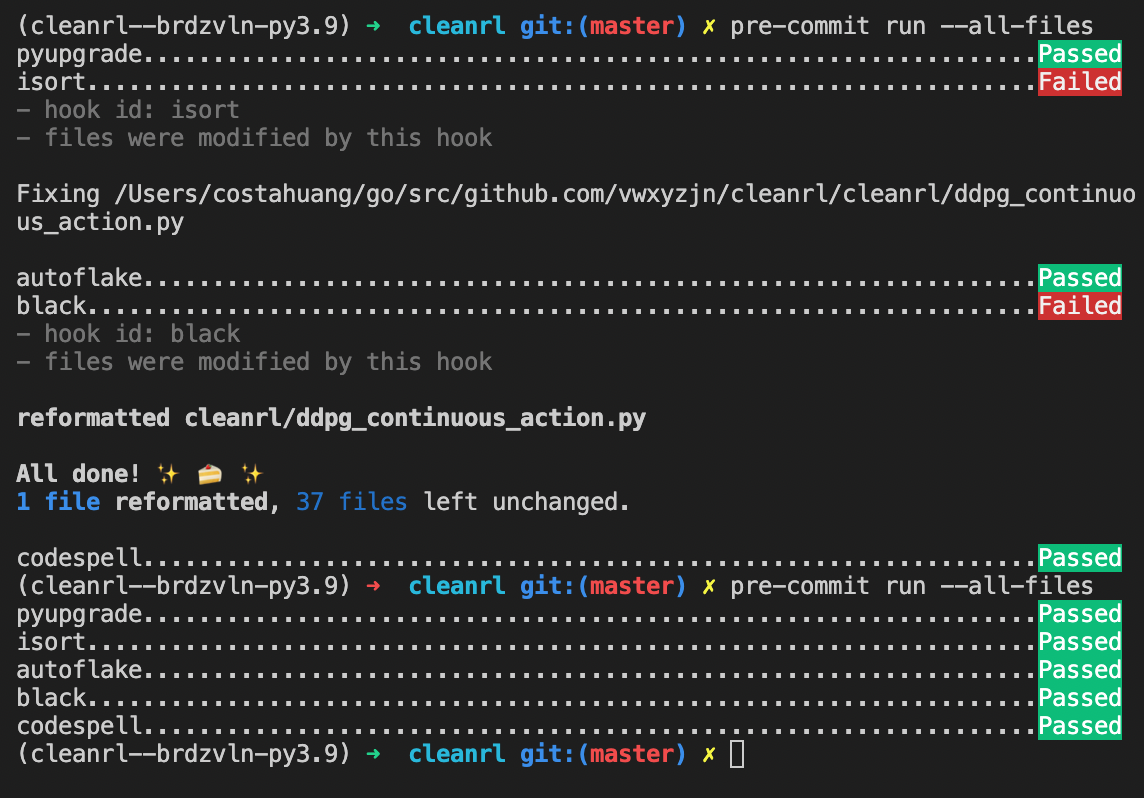 (cleanrl--brdzvln-py3.9) ➜  cleanrl git:(master) ✗ pre-commit run --all-files
pyupgrade................................................................Passed
isort....................................................................Failed
- hook id: isort
- files were modified by this hook

Fixing /Users/costahuang/go/src/github.com/vwxyzjn/cleanrl/cleanrl/ddpg_continuo
us_action.py

autoflake................................................................Passed
black....................................................................Failed
- hook id: black
- files were modified by this hook

reformatted cleanrl/ddpg_continuous_action.py

All done! ✨ 🍰 ✨
1 file reformatted, 37 files left unchanged.

codespell................................................................Passed
(cleanrl--brdzvln-py3.9) ➜  cleanrl git:(master) ✗ pre-commit run --all-files
pyupgrade................................................................Passed
isort....................................................................Passed
autoflake................................................................Passed
black....................................................................Passed
codespell................................................................Passed
(cleanrl--brdzvln-py3.9) ➜  cleanrl git:(master) ✗